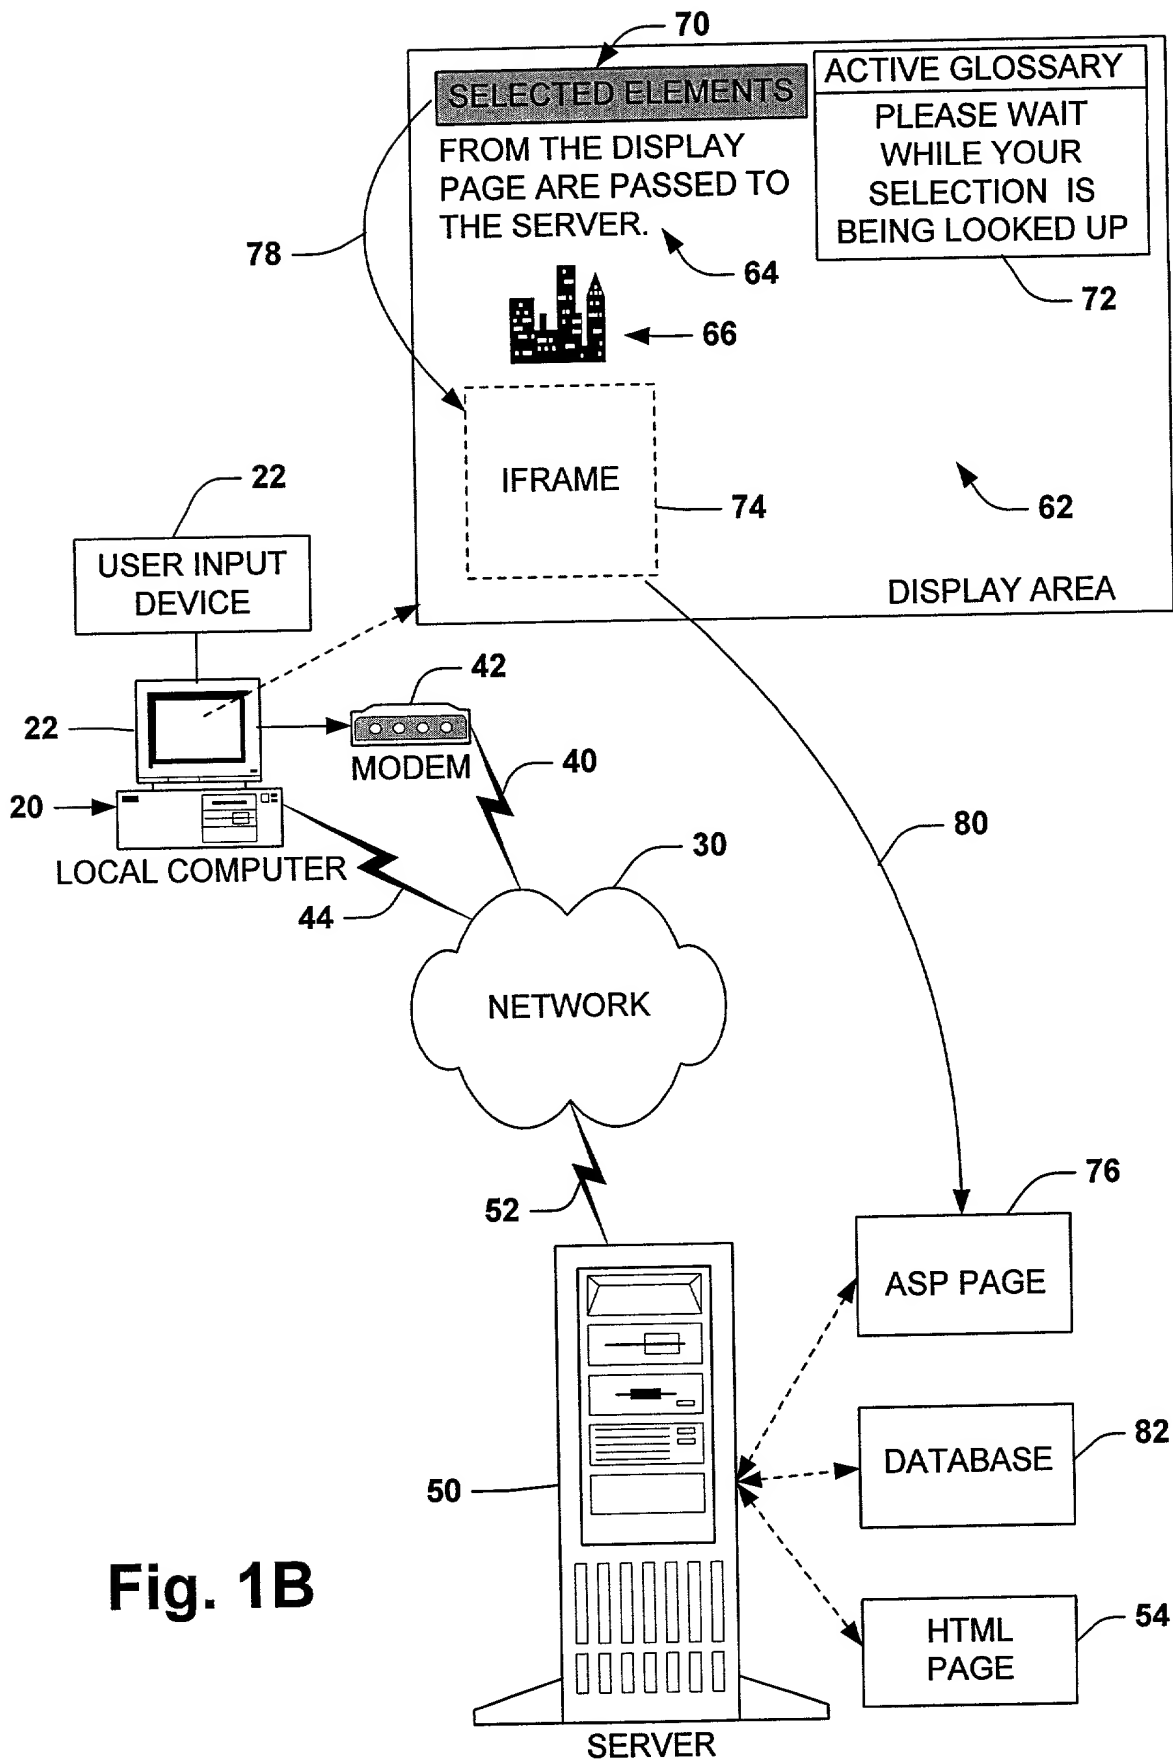 70
SELECTED ELEMENTS
FROM THE DISPLAY
PAGE ARE PASSED TO
THE SERVER.
ACTIVE GLOSSARY
PLEASE WAIT
WHILE YOUR
SELECTION IS
BEING LOOKED UP
78
64
72
66
IFRAME
74
62
DISPLAY AREA
22
USER INPUT
DEVICE
42
22
MODEM
40
20
LOCAL COMPUTER
44
30
80
NETWORK
52
76
ASP PAGE
82
DATABASE
50
54
HTML
PAGE
Fig. 1B
SERVER